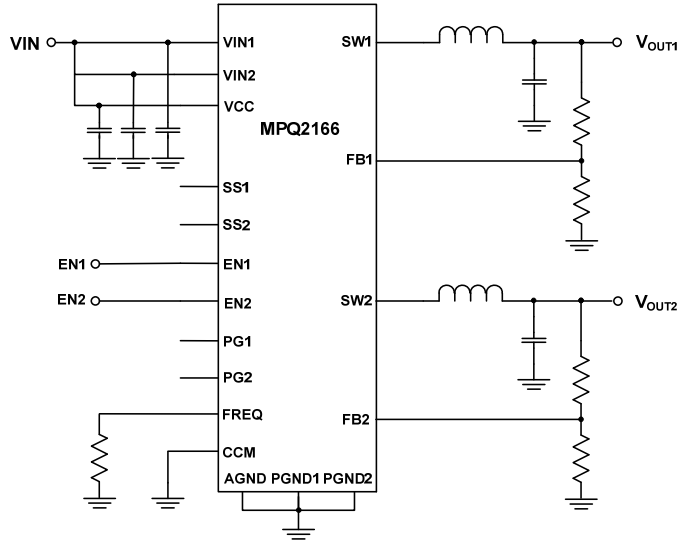 VIN
VIN1
VIN2
VCC
MPQ2166
SW1
VOUT1
FB1
SS1
SS2
EN1
EN1
EN2
EN2
SW2
VOUT2
PG1
PG2
FREQ
FB2
CCM
AGND PGND1 PGND2